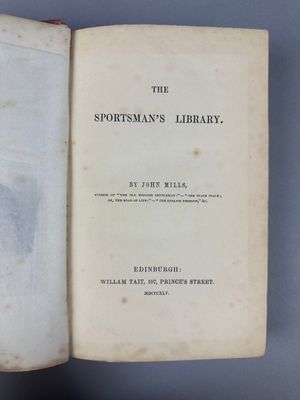 THE
SPORTSMAN'S LIBRARY.
BY JOHN MILLS,
AUTHOR OF "THE OLD ENGLISH GENTLEMAN;"—"THE STAGE COACH;
OR, THE ROAD OF LIFE;"—"THE ENGLISH FIRESIDE," &c.
EDINBURGH:
WILLAM TAIT, 107, PRINCE'S STREET.
MDCCCXLV.